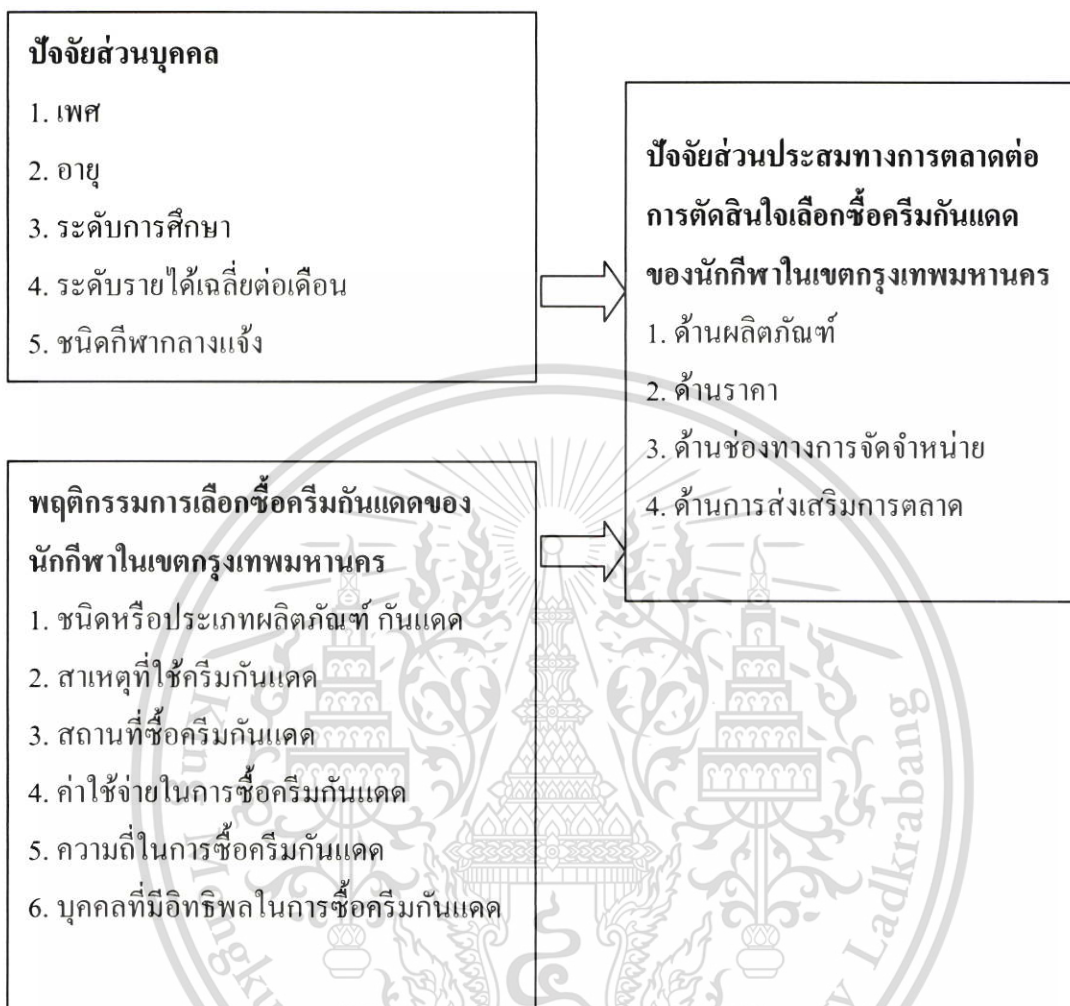 ปัจจัยส่วนบุคคล
1. เพศ
2. อายุ
3. ระดับการศึกษา
4. ระดับรายได้เฉลี่ยต่อเดือน
5. ชนิดกีฬากลางแจ้ง
พฤติกรรมการเลือกซื้อครีมกันแดดของ
นักกีฬาในเขตกรุงเทพมหานคร
1. ชนิดหรือประเภทผลิตภัณฑ์ กันแดด
2. สาเหตุที่ใช้ครีมกันแดด
3. สถานที่ซื้อครีมกันแดด
4. ค่าใช้จ่ายในการซื้อครีมกันแดด
5. ความถี่ในการซื้อครีมกันแดด
6. บุคคลที่มีอิทธิพลในการซื้อครีมกันแดด
ปัจจัยส่วนประสมทางการตลาดต่อ
การตัดสินใจเลือกซื้อครีมกันแดด
ของนักกีฬาในเขตกรุงเทพมหานคร
1. ด้านผลิตภัณฑ์
2. ด้านราคา
3. ด้านช่องทางการจัดจำหน่าย
4. ด้านการส่งเสริมการตลาด
Ladkrabang